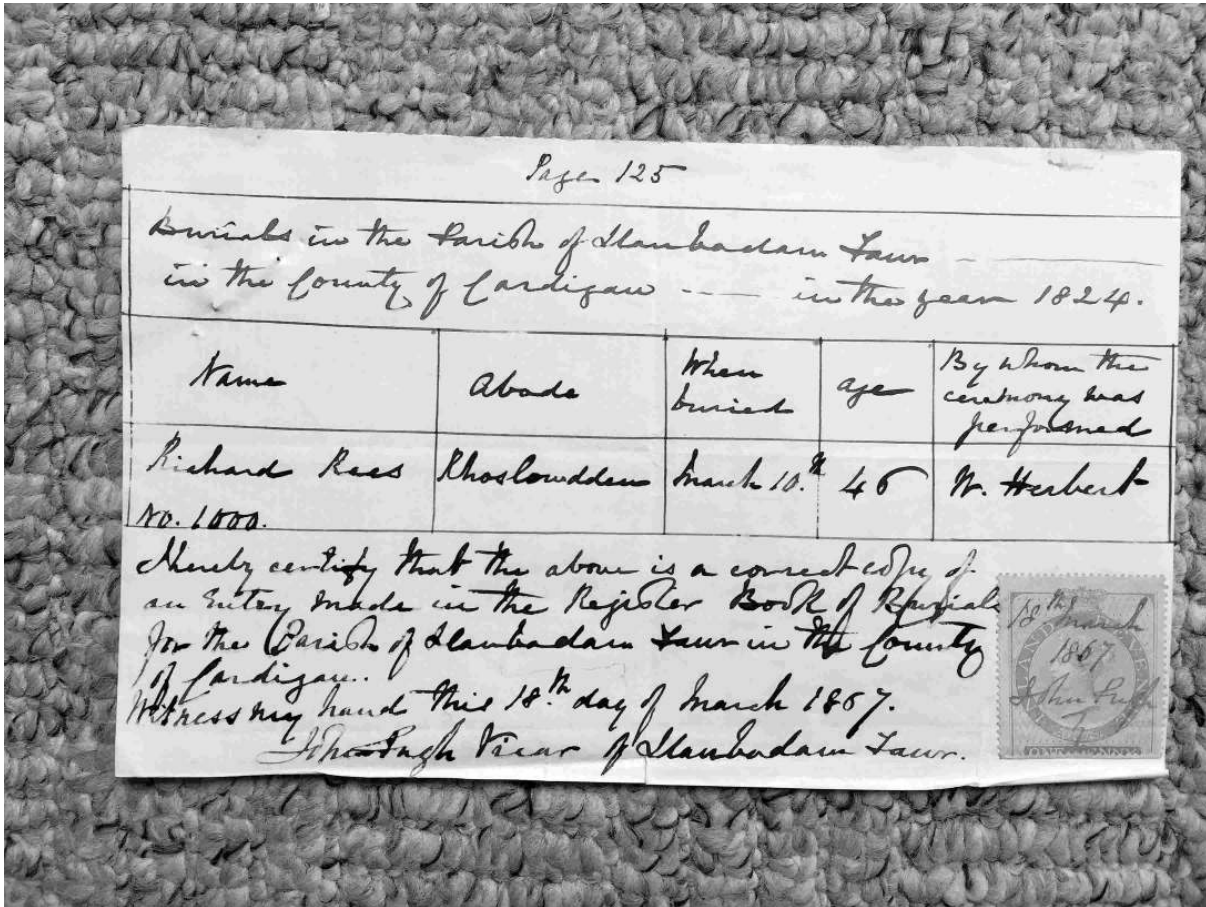 Page 125
Burials in the Parish of Llanbadarn Fawr
in the County of Cardigan --- in the year 1824.
Name
Abode
When
buried
age
By whom the
ceremony was
performed
Richard Rees
No. 1000.
Rhoslowdden
March 10.th
46
W. Herbert
I hereby certify that the above is a correct copy of
an Entry made in the Register Book of Burials
for the Parish of Llanbadarn Fawr in the County
of Cardigan..
Witness my hand this 18.th day of March 1867.
John Pugh Vicar of Llanbadarn Fawr.
18th March
1867
John Pugh